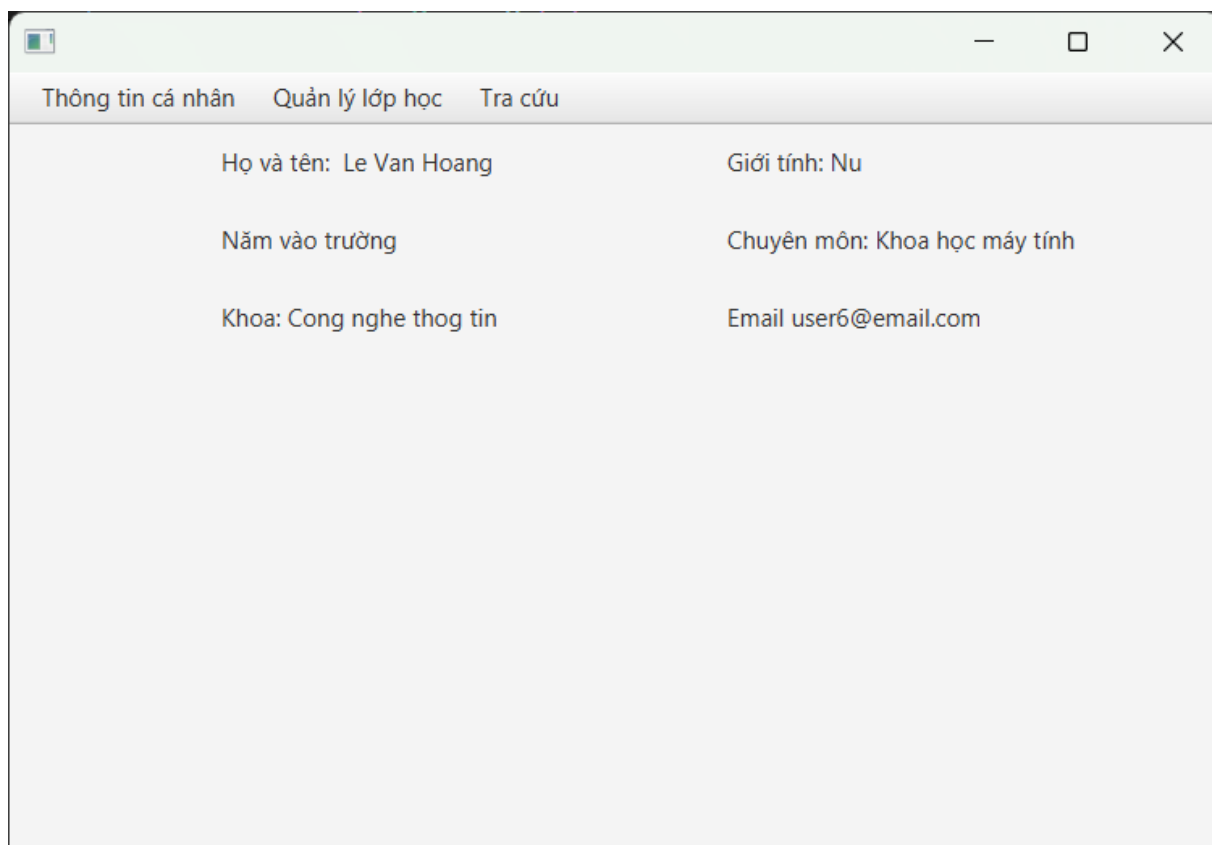 Thông tin cá nhân Quản lý lớp học Tra cứu
Họ và tên: Le Van Hoang Giới tính: Nu
Năm vào trường Chuyên môn: Khoa học máy tính
Khoa: Cong nghe thog tin Email user6@email.com